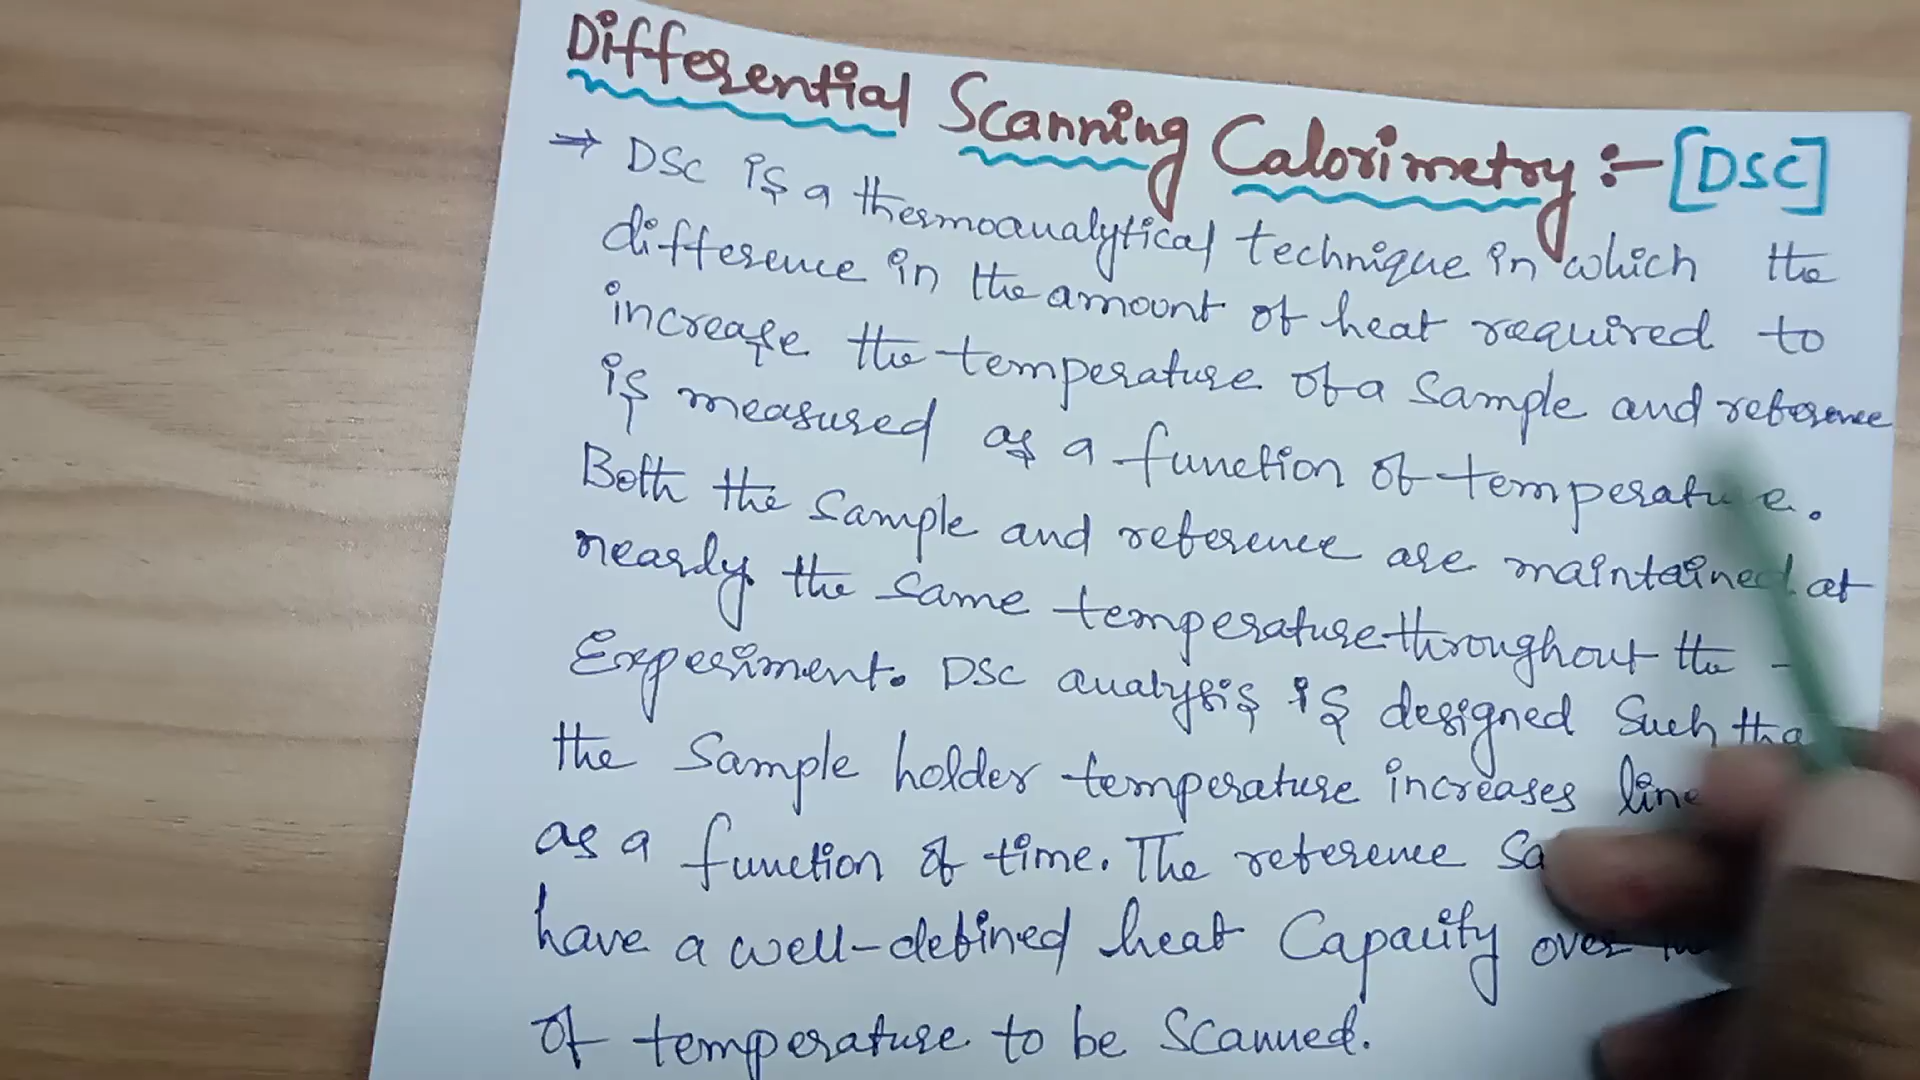 Differential Scanning Calorimetry :- [DSC]
→ DSC is a thermoanalytical technique in which the
difference in the amount of heat required to
increase the temperature of a sample and reference
is measured as a function of temperature.
Both the sample and reference are maintained at
nearly the same temperature throughout the -
Experiment. DSC analysis is designed such
the sample holder temperature increases
as a function of time. The reference
have a well-defined heat Capacity over
of temperature to be scanned.